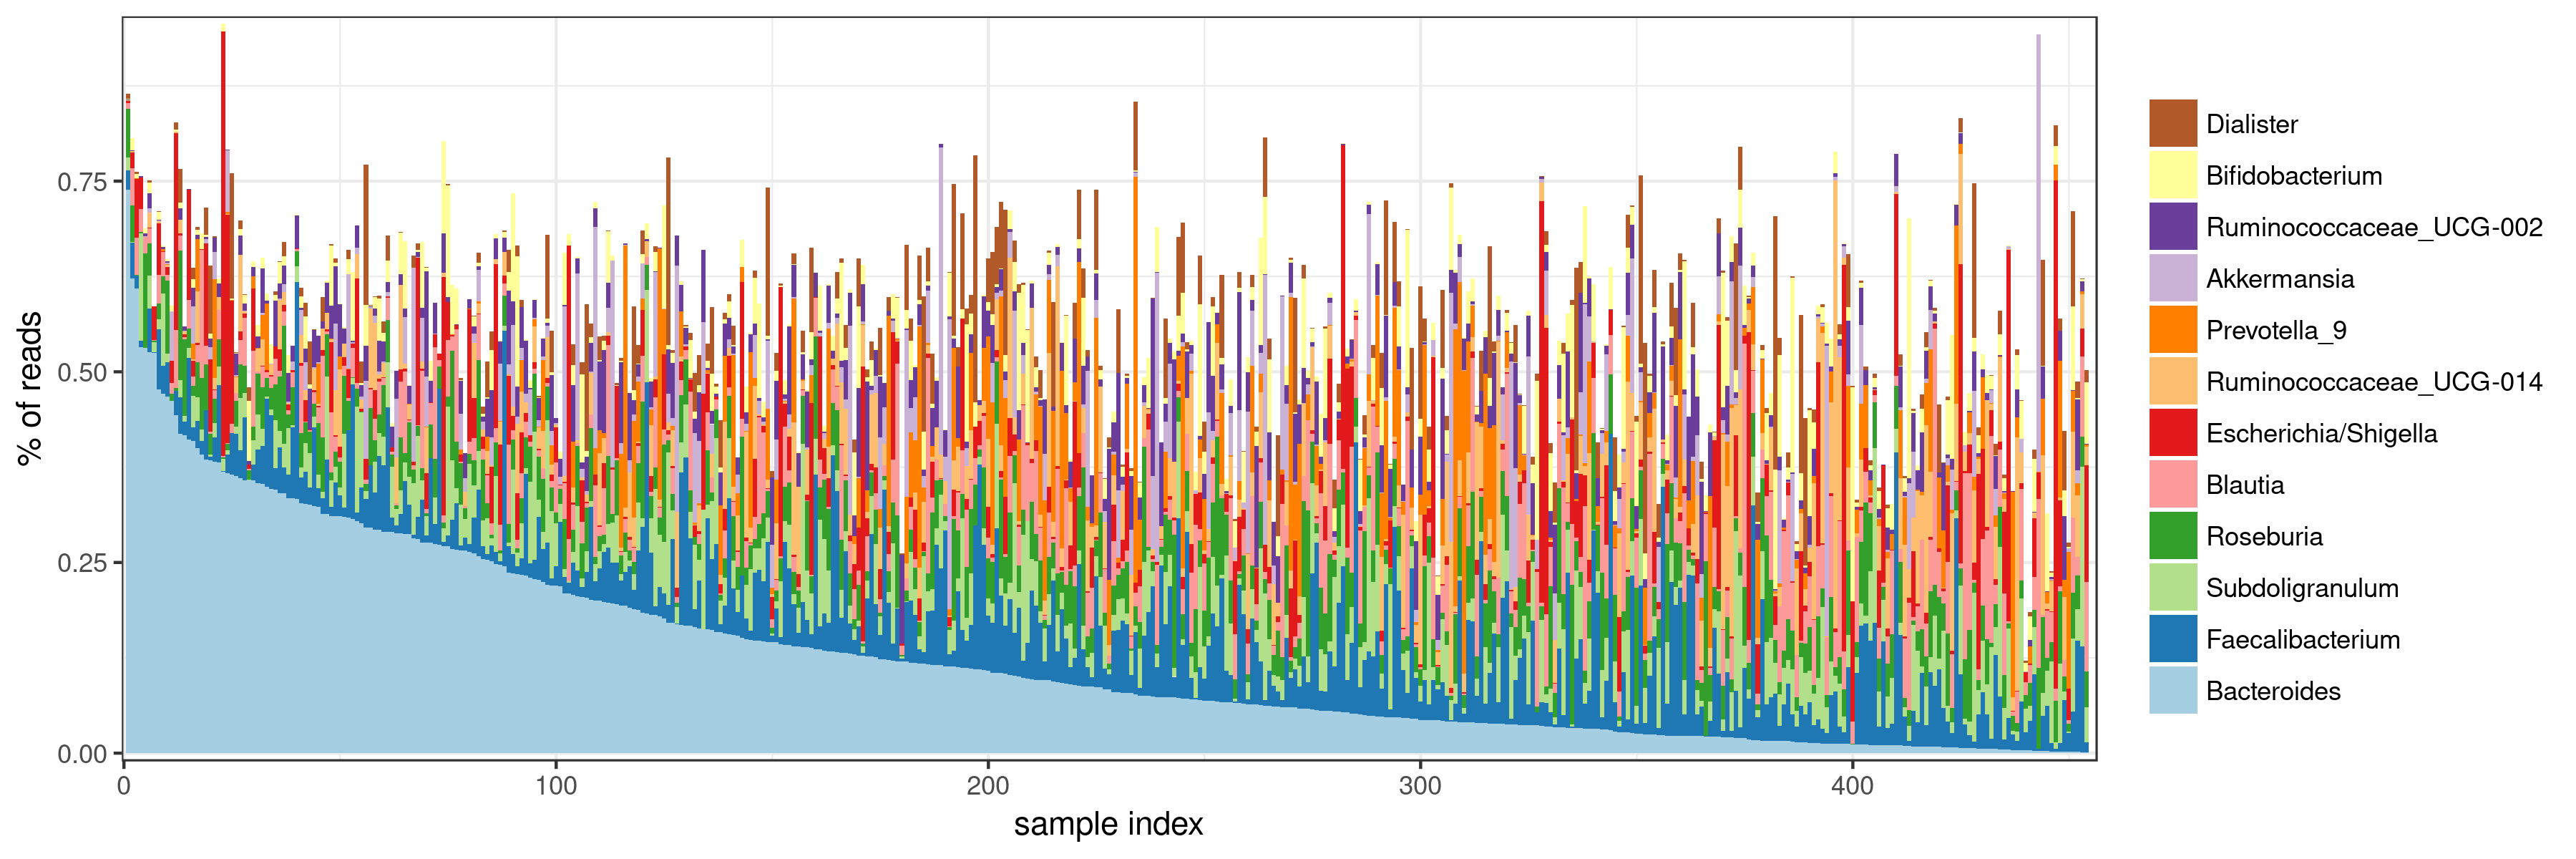 % of reads
0.75
0.50
0.25
0.00
0
100
200
300
400
sample index
Dialister
Bifidobacterium
Ruminococcaceae_UCG-002
Akkermansia
Prevotella_9
Ruminococcaceae_UCG-014
Escherichia/Shigella
Blautia
Roseburia
Subdoligranulum
Faecalibacterium
Bacteroides